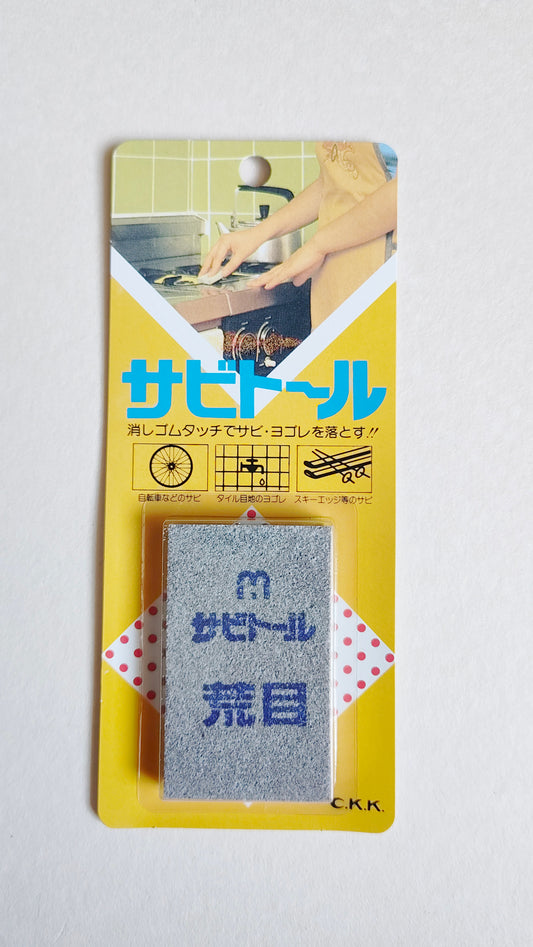 サビトール
消しゴムタッチでサビ・ヨゴレを落とす!!
自転車などのサビ タイル目地のヨゴレ スキーエッジ等のサビ
サビトール
荒目
C.K.K.